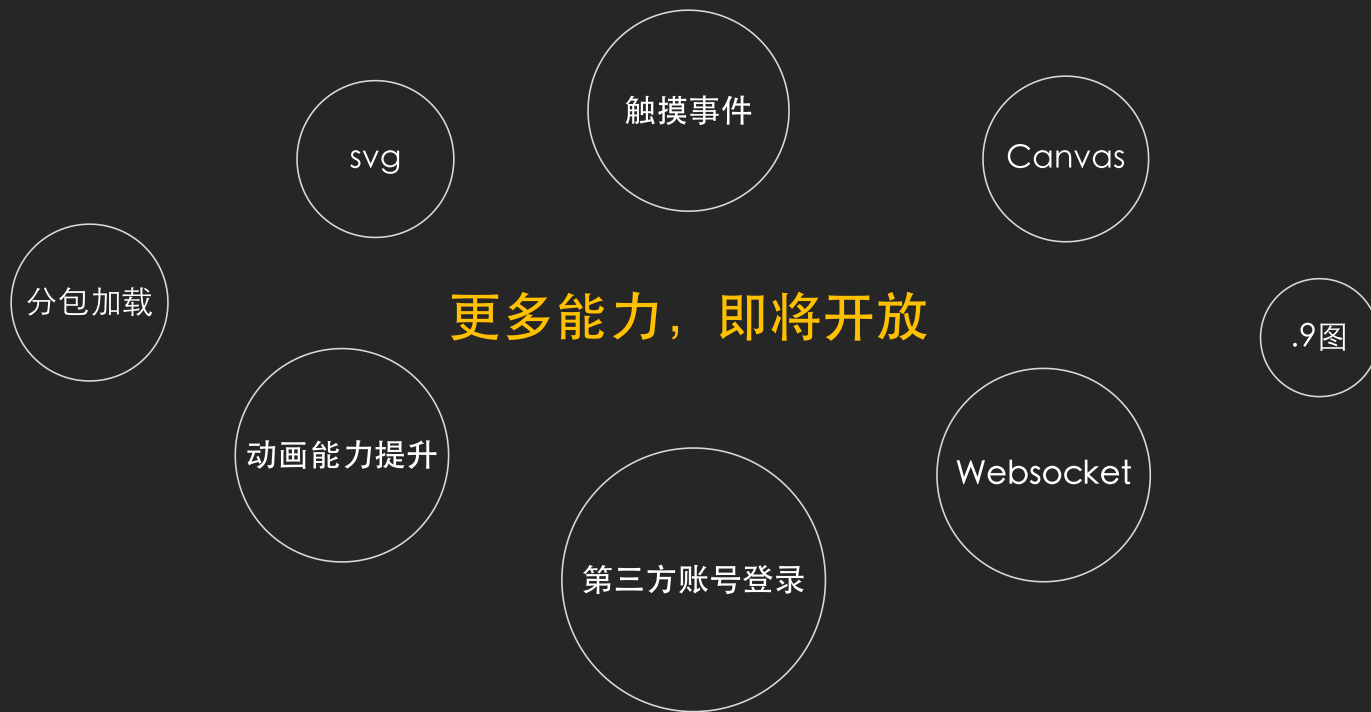 触摸事件
svg
Canvas
分包加载
更多能力，即将开放
.9图
动画能力提升
Websocket
第三方账号登录